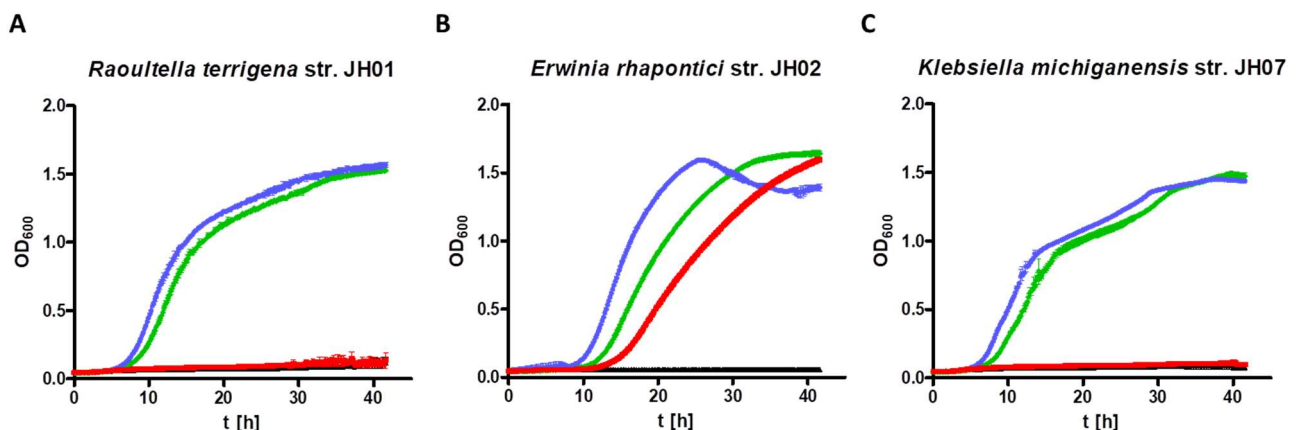 A
Raoultella terrigena str. JH01
2.0
1.5
1.0
0.5
0.0
OD600
0
10
20
30
40
t [h]
B
Erwinia rhapontici str. JH02
2.0
1.5
1.0
0.5
0.0
OD600
0
10
20
30
40
t [h]
C
Klebsiella michiganensis str. JH07
2.0
1.5
1.0
0.5
0.0
OD600
0
10
20
30
40
t [h]